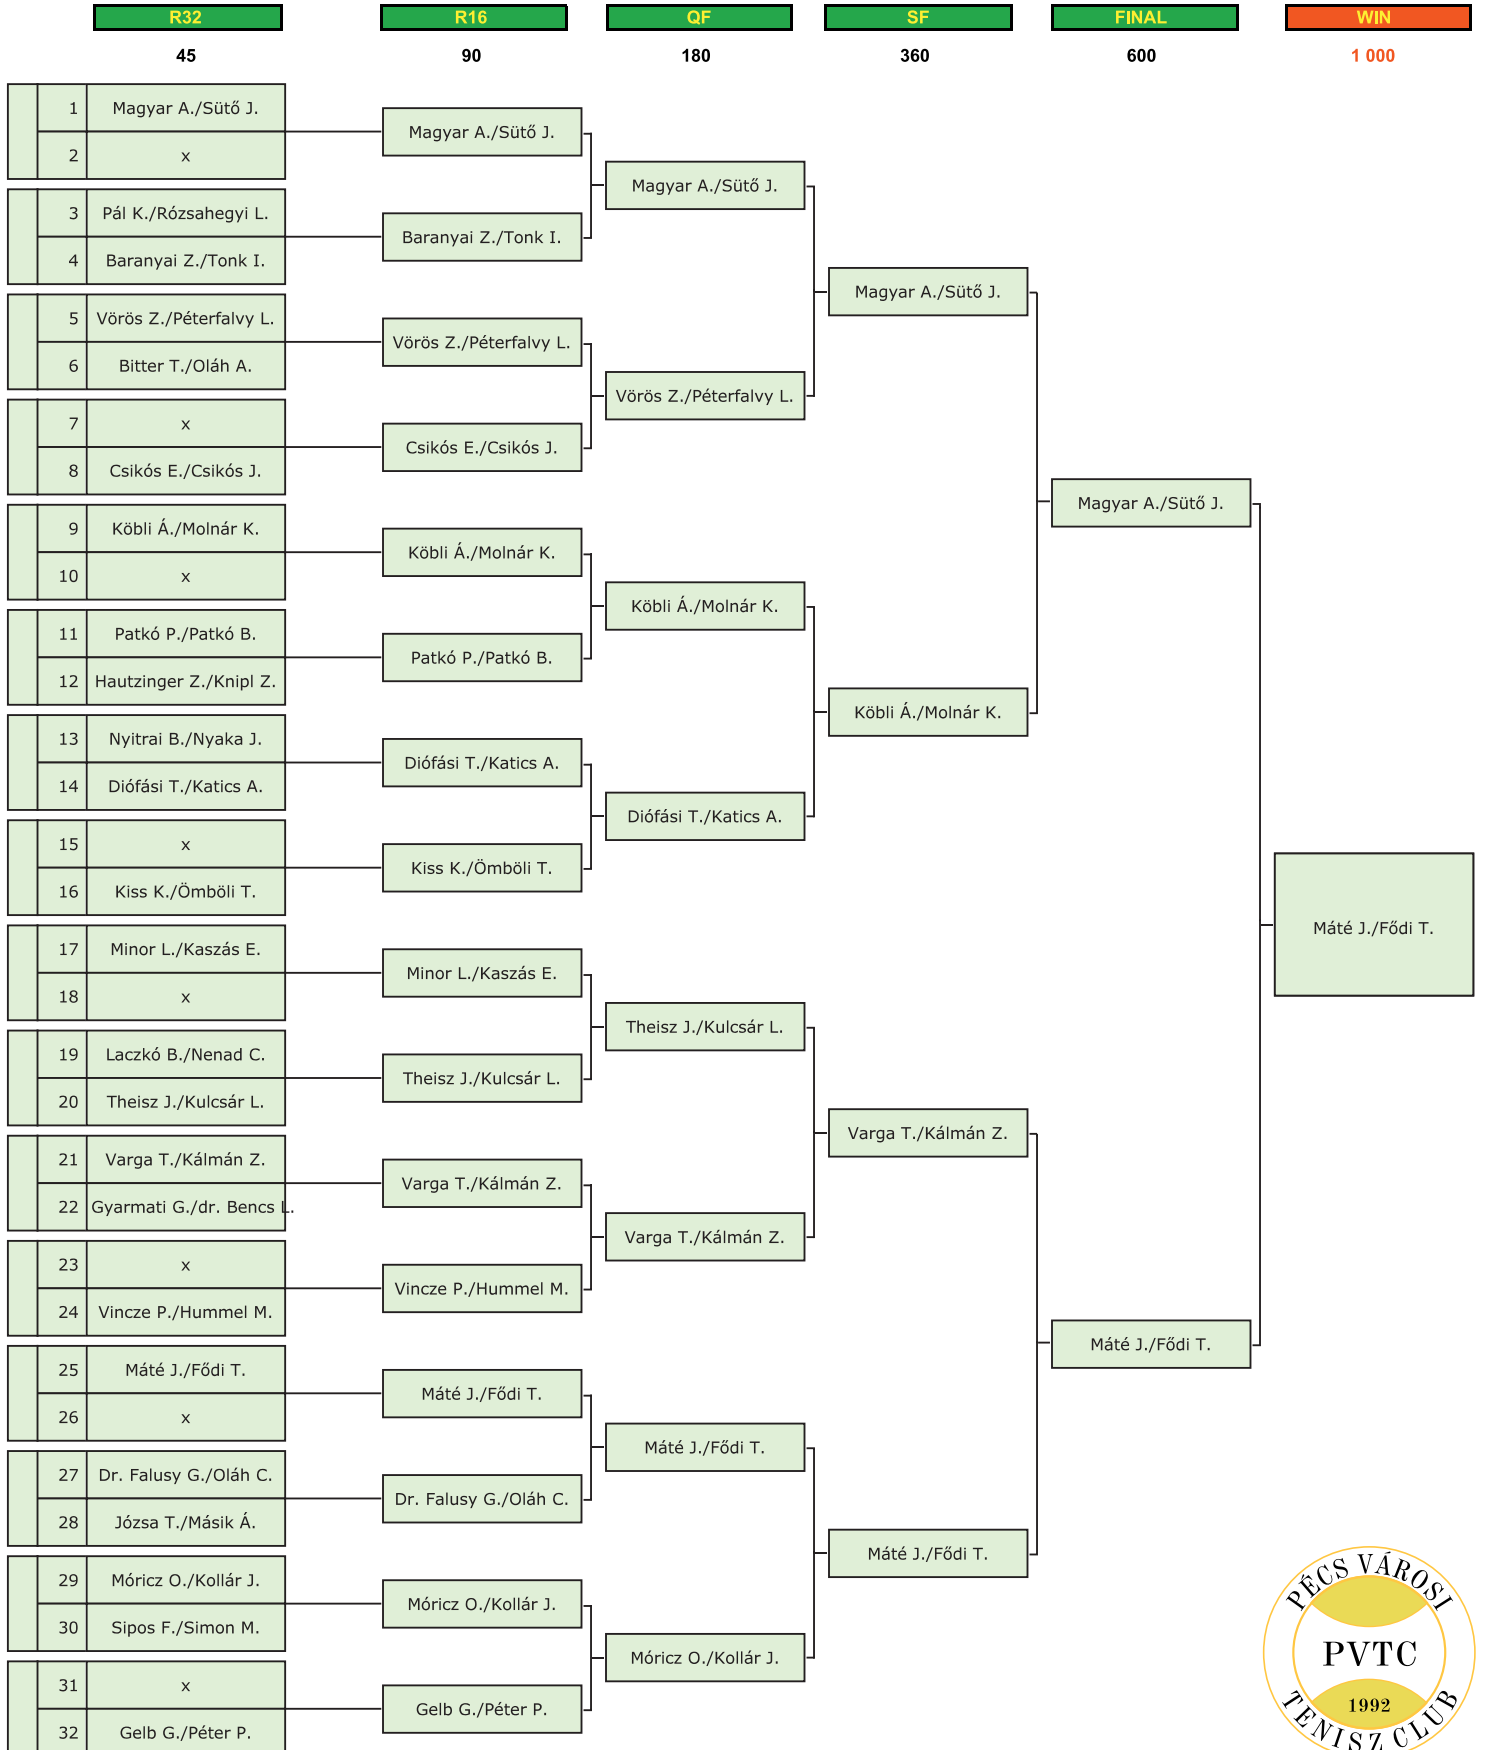 R32 R16 QF SF FINAL WIN
45 90 180 360 600 1 000
1 Magyar A./Sütő J.
2 x
3 Pál K./Rózsahegyi L.
4 Baranyai Z./Tonk I.
5 Vörös Z./Péterfalvy L.
6 Bitter T./Oláh A.
7 x
8 Csikós E./Csikós J.
9 Köbli Á./Molnár K.
10 x
11 Patkó P./Patkó B.
12 Hautzinger Z./Knipl Z.
13 Nyitrai B./Nyaka J.
14 Diófási T./Katics A.
15 x
16 Kiss K./Ömböli T.
17 Minor L./Kaszás E.
18 x
19 Laczkó B./Nenad C.
20 Theisz J./Kulcsár L.
21 Varga T./Kálmán Z.
22 Gyarmati G./dr. Bencs L.
23 x
24 Vincze P./Hummel M.
25 Máté J./Fődi T.
26 x
27 Dr. Falusy G./Oláh C.
28 Józsa T./Másik Á.
29 Móricz O./Kollár J.
30 Sipos F./Simon M.
31 x
32 Gelb G./Péter P.
Magyar A./Sütő J.
Baranyai Z./Tonk I.
Vörös Z./Péterfalvy L.
Csikós E./Csikós J.
Köbli Á./Molnár K.
Patkó P./Patkó B.
Diófási T./Katics A.
Kiss K./Ömböli T.
Minor L./Kaszás E.
Theisz J./Kulcsár L.
Varga T./Kálmán Z.
Vincze P./Hummel M.
Máté J./Fődi T.
Dr. Falusy G./Oláh C.
Móricz O./Kollár J.
Gelb G./Péter P.
Magyar A./Sütő J.
Vörös Z./Péterfalvy L.
Köbli Á./Molnár K.
Diófási T./Katics A.
Theisz J./Kulcsár L.
Varga T./Kálmán Z.
Máté J./Fődi T.
Móricz O./Kollár J.
Magyar A./Sütő J.
Köbli Á./Molnár K.
Varga T./Kálmán Z.
Máté J./Fődi T.
Magyar A./Sütő J.
Máté J./Fődi T.
Máté J./Fődi T.
PÉCS VÁROSI
PVTC
1992
TENISZ CLUB